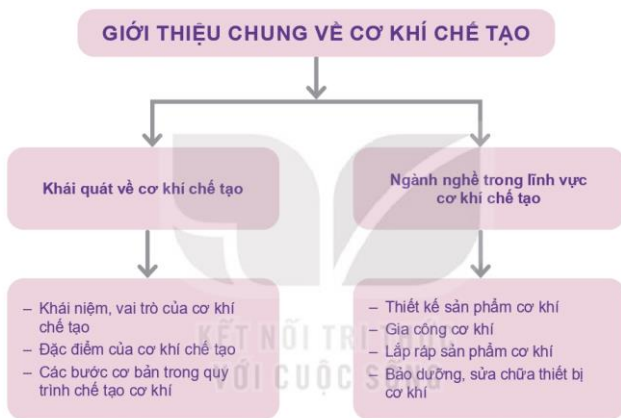 GIỚI THIỆU CHUNG VỀ CƠ KHÍ CHẾ TẠO
Khái quát về cơ khí chế tạo
Ngành nghề trong lĩnh vực
cơ khí chế tạo
– Khái niệm, vai trò của cơ khí
chế tạo
– Đặc điểm của cơ khí chế tạo
– Các bước cơ bản trong quy
trình chế tạo cơ khí
– Thiết kế sản phẩm cơ khí
– Gia công cơ khí
– Lắp ráp sản phẩm cơ khí
– Bảo dưỡng, sửa chữa thiết bị
cơ khí
KẾT NỐI TRI THỨC
VỚI CUỘC SỐNG